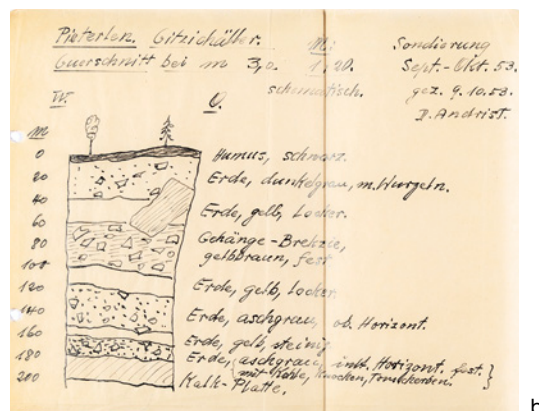 Pieterlen. Gitzichäller. M:
Querschnitt bei m 3,0. 1:20.
schematisch.
Sondierung
Sept.-Okt. 53.
gez. 9.10.53.
D. Andrist.
W. O.
m
0 Humus, schwarz.
20 Erde, dunkelgrau, m. Wurzeln.
40
60 Erde, gelb, locker.
80 Gehänge-Brekzie,
100 gelbbraun, fest
120 Erde, gelb, locker
140 Erde, aschgrau, ob. Horizont.
160 Erde, gelb, steinig
180 Erde, aschgrau, Horizont. fest.
mit Kohle, Knochen, Tonscherben.
200 Kalk-Platte.
b